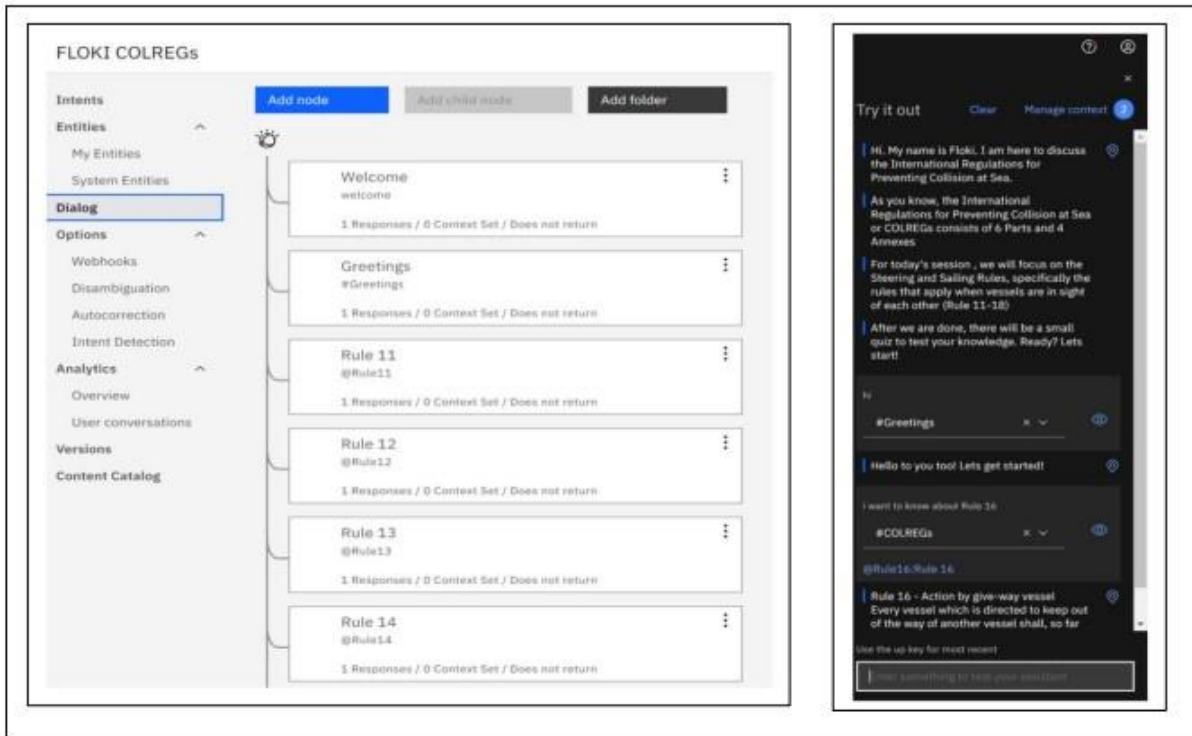 FLOKI COLREGs
Intents
Entities
My Entities
System Entities
Dialog
Options
Webhooks
Disambiguation
Autocorrection
Intent Detection
Analytics
Overview
User conversations
Versions
Content Catalog
Add node
Add child node
Add folder
Welcome
welcome
1 Responses / 0 Context Set / Does not return
Greetings
#Greetings
1 Responses / 0 Context Set / Does not return
Rule 11
@Rule11
1 Responses / 0 Context Set / Does not return
Rule 12
@Rule12
1 Responses / 0 Context Set / Does not return
Rule 13
@Rule13
1 Responses / 0 Context Set / Does not return
Rule 14
@Rule14
1 Responses / 0 Context Set / Does not return
Try it out
Clear
Manage context
Hi. My name is Floki. I am here to discuss
the International Regulations for
Preventing Collision at Sea.
As you know, the International
Regulations for Preventing Collision at Sea
or COLREGs consists of 6 Parts and 4
Annexes
For today's session , we will focus on the
Steering and Sailing Rules, specifically the
rules that apply when vessels are in sight
of each other (Rule 11-18)
After we are done, there will be a small
quiz to test your knowledge. Ready? Lets
start!
hi
#Greetings
Hello to you too! Lets get started!
i want to know about Rule 16
#COLREGs
@Rule16:Rule 16
Rule 16 - Action by give-way vessel
Every vessel which is directed to keep out
of the way of another vessel shall, so far
Use the up key for most recent
Enter something to test your assistant